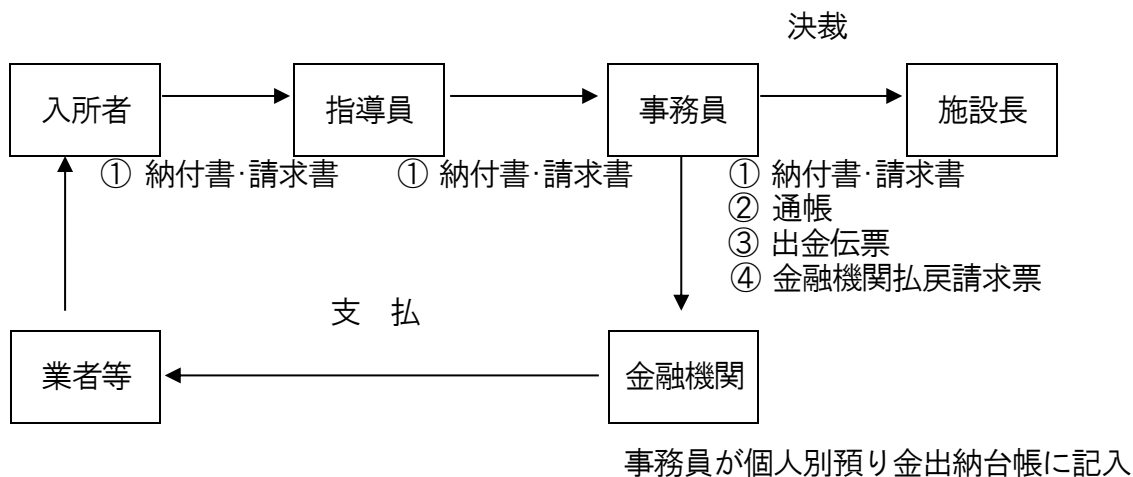 決裁
入所者
指導員
事務員
施設長
① 納付書･請求書
① 納付書･請求書
① 納付書･請求書
② 通帳
③ 出金伝票
④ 金融機関払戻請求票
支　払
業者等
金融機関
事務員が個人別預り金出納台帳に記入